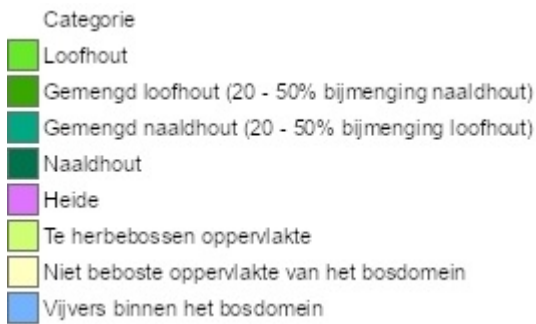 Categorie
Loofhout
Gemengd loofhout (20 - 50% bijmenging naaldhout)
Gemengd naaldhout (20 - 50% bijmenging loofhout)
Naaldhout
Heide
Te herbebossen oppervlakte
Niet beboste oppervlakte van het bosdomein
Vijvers binnen het bosdomein